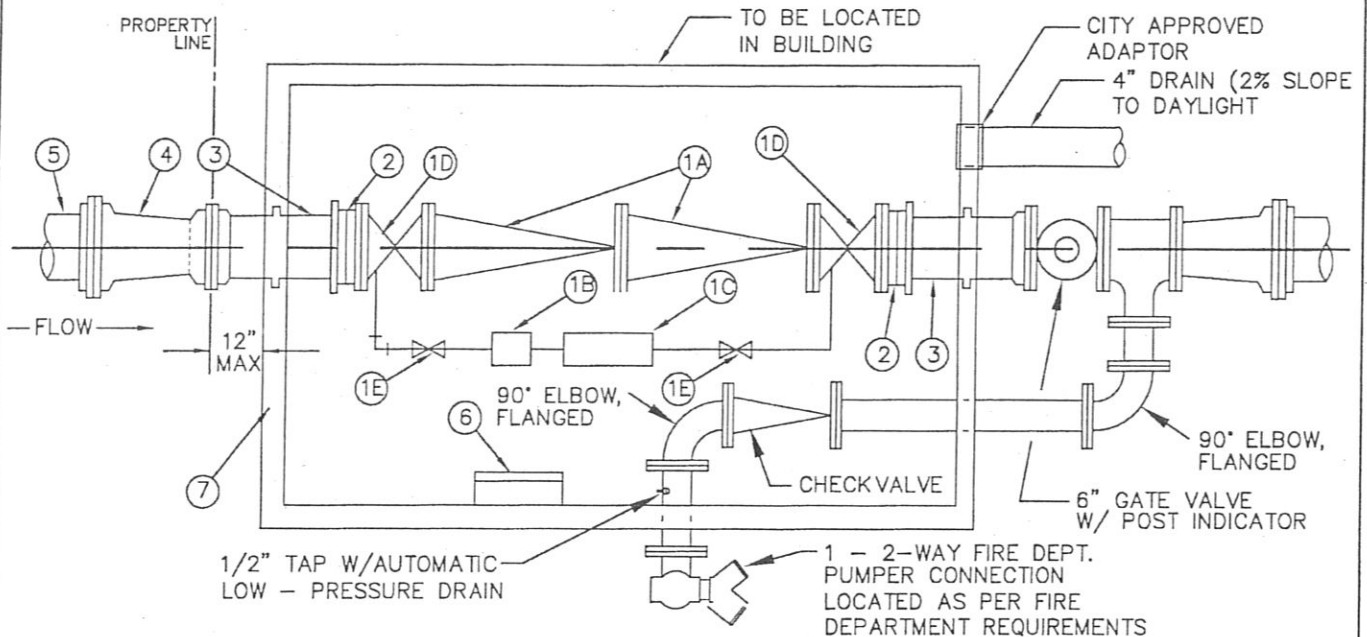 PROPERTY
LINE
TO BE LOCATED
IN BUILDING
CITY APPROVED
ADAPTOR
4" DRAIN (2% SLOPE
TO DAYLIGHT
5
4
3
2
1D
1A
1D
FLOW
12"
MAX
1B
1C
1E
1E
2
3
90° ELBOW,
FLANGED
6
7
CHECKVALVE
90° ELBOW,
FLANGED
6" GATE VALVE
W/ POST INDICATOR
1/2" TAP W/AUTOMATIC
LOW - PRESSURE DRAIN
1 - 2-WAY FIRE DEPT.
PUMPER CONNECTION
LOCATED AS PER FIRE
DEPARTMENT REQUIREMENTS